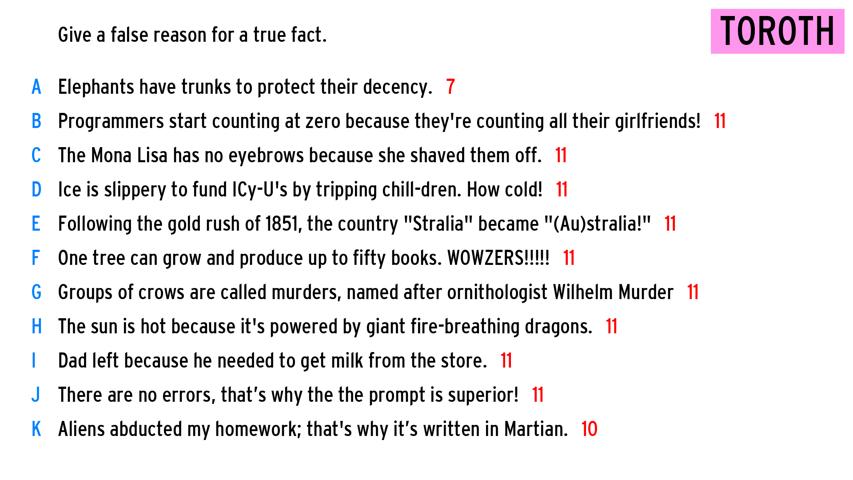 Give a false reason for a true fact.
TOROTH
A Elephants have trunks to protect their decency. 7
B Programmers start counting at zero because they're counting all their girlfriends! 11
C The Mona Lisa has no eyebrows because she shaved them off. 11
D Ice is slippery to fund ICy-U's by tripping chill-dren. How cold! 11
E Following the gold rush of 1851, the country "Stralia" became "(Au)stralia!" 11
F One tree can grow and produce up to fifty books. WOWZERS!!!!! 11
G Groups of crows are called murders, named after ornithologist Wilhelm Murder 11
H The sun is hot because it's powered by giant fire-breathing dragons. 11
I Dad left because he needed to get milk from the store. 11
J There are no errors, that’s why the the prompt is superior! 11
K Aliens abducted my homework; that's why it’s written in Martian. 10